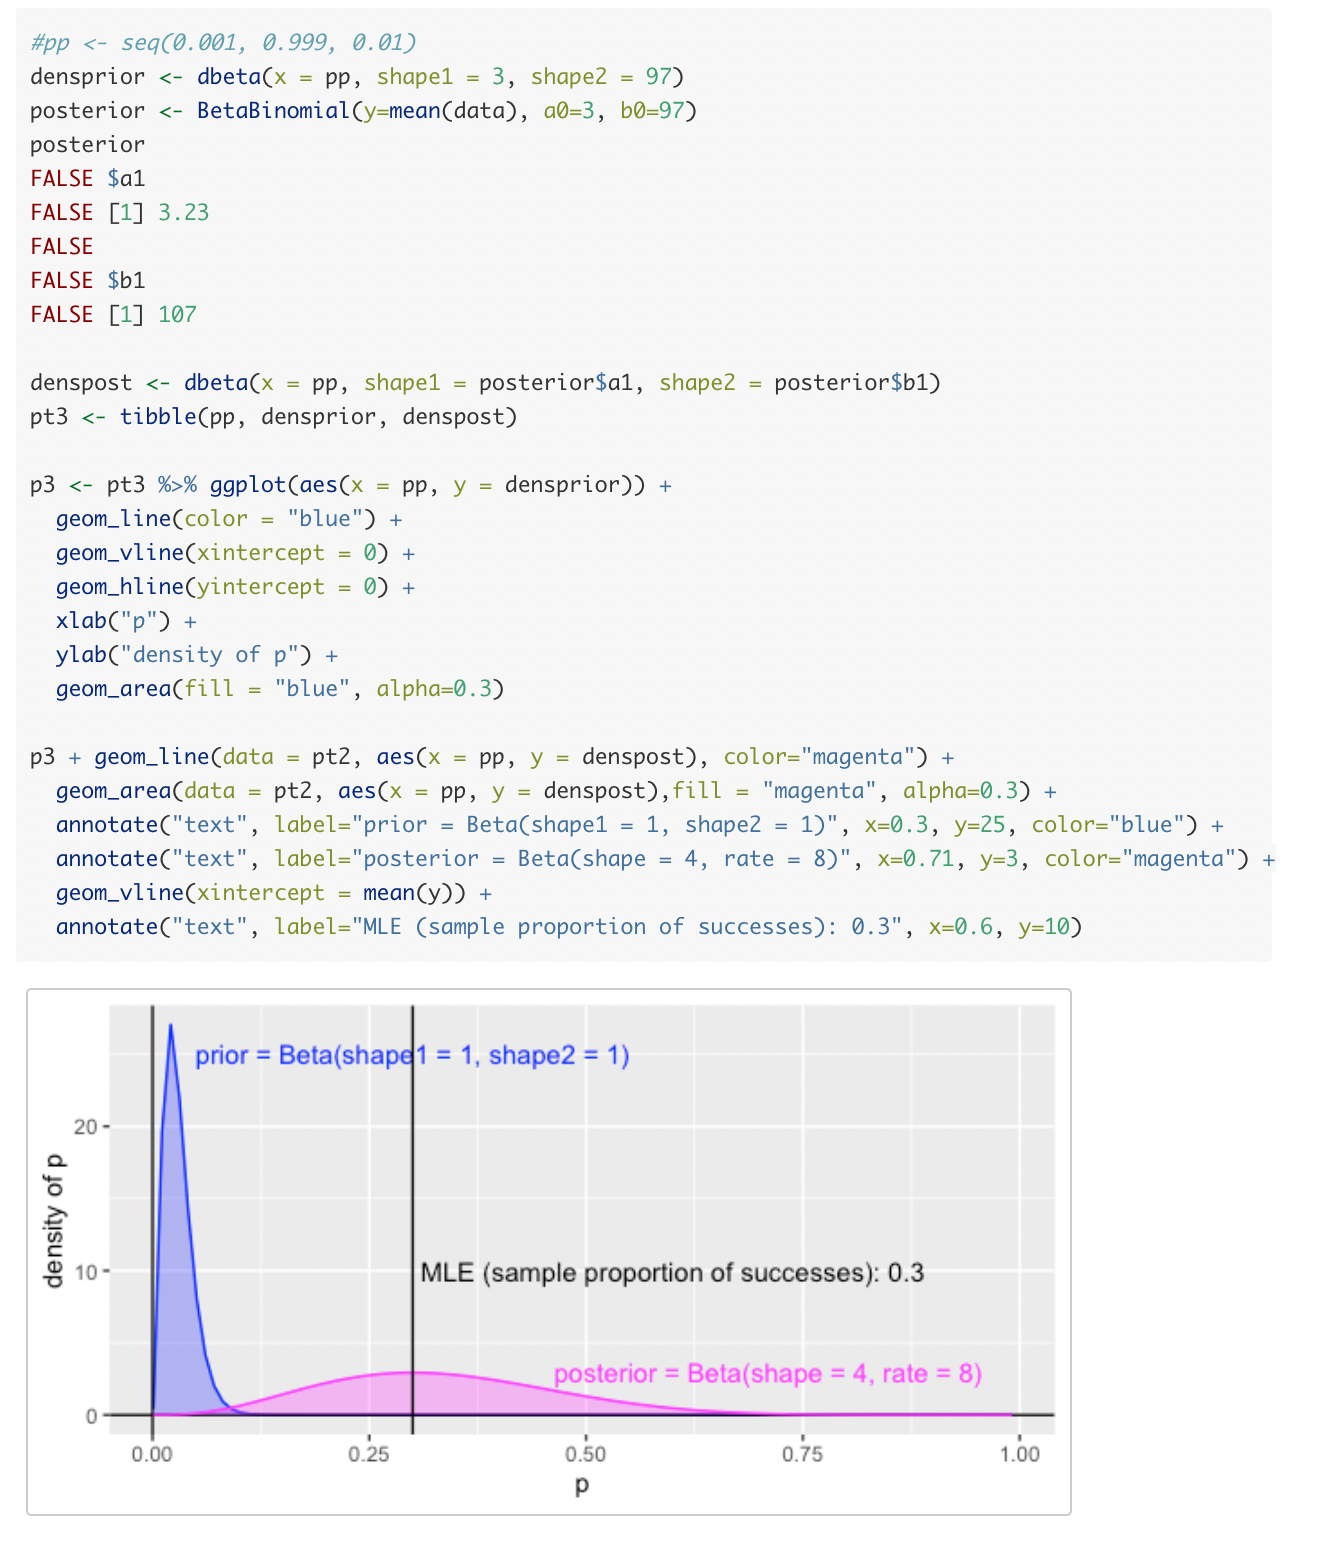 #pp <- seq(0.001, 0.999, 0.01)
densprior <- dbeta(x = pp, shape1 = 3, shape2 = 97)
posterior <- BetaBinomial(y=mean(data), a0=3, b0=97)
posterior
FALSE $a1
FALSE [1] 3.23
FALSE
FALSE $b1
FALSE [1] 107
denspost <- dbeta(x = pp, shape1 = posterior$a1, shape2 = posterior$b1)
pt3 <- tibble(pp, densprior, denspost)
p3 <- pt3 %>% ggplot(aes(x = pp, y = densprior)) +
geom_line(color = "blue") +
geom_vline(xintercept = 0) +
geom_hline(yintercept = 0) +
xlab("p") +
ylab("density of p") +
geom_area(fill = "blue", alpha=0.3)
p3 + geom_line(data = pt2, aes(x = pp, y = denspost), color="magenta") +
geom_area(data = pt2, aes(x = pp, y = denspost),fill = "magenta", alpha=0.3) +
annotate("text", label="prior = Beta(shape1 = 1, shape2 = 1)", x=0.3, y=25, color="blue") +
annotate("text", label="posterior = Beta(shape = 4, rate = 8)", x=0.71, y=3, color="magenta") +
geom_vline(xintercept = mean(y)) +
annotate("text", label="MLE (sample proportion of successes): 0.3", x=0.6, y=10)
prior = Beta(shape1 = 1, shape2 = 1)
20
density of p
10
MLE (sample proportion of successes): 0.3
posterior = Beta(shape = 4, rate = 8)
0
0.00 0.25 0.50 0.75 1.00
p